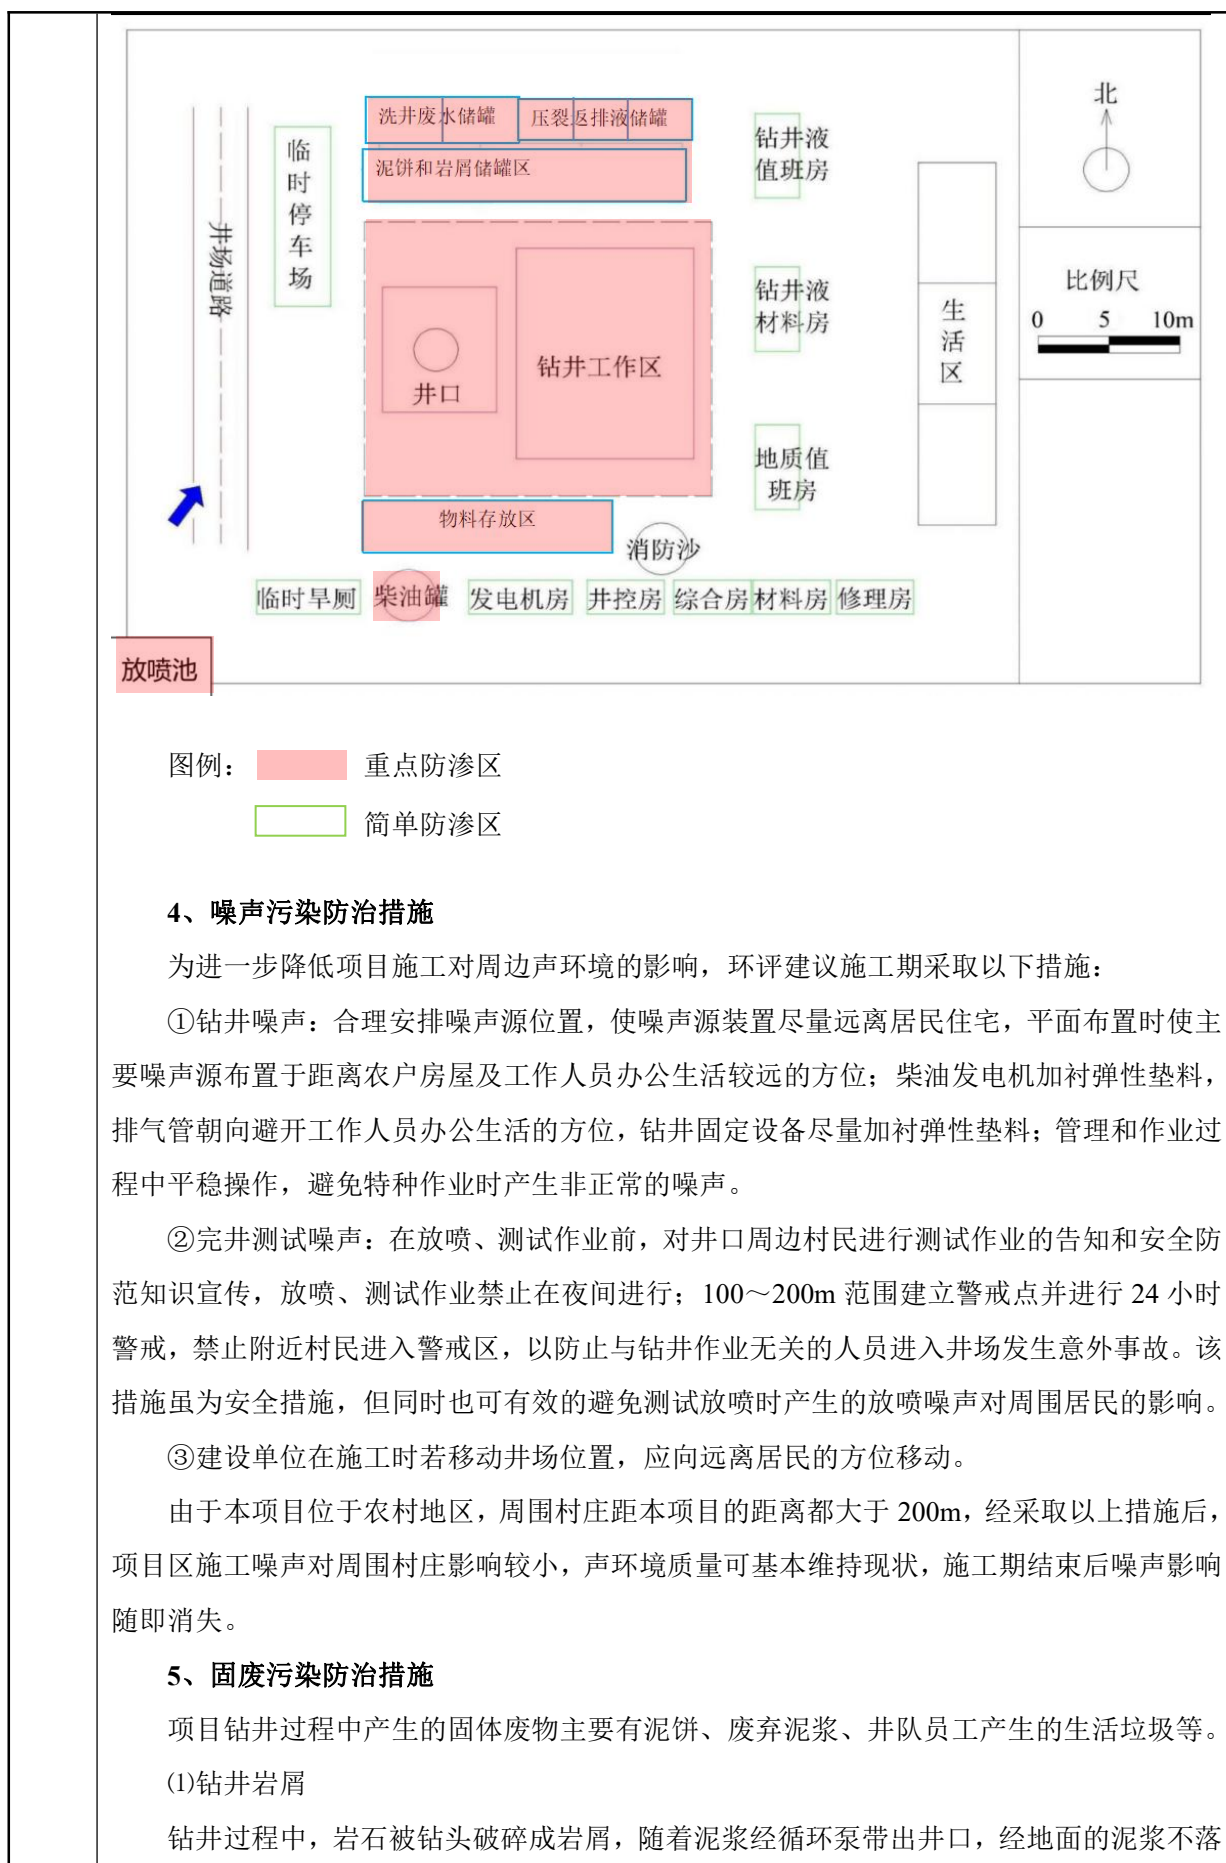 洗井废水储罐
压裂返排液储罐
泥饼和岩屑储罐区
临时停车场
井场道路
钻井液
值班房
钻井液
材料房
地质值
班房
生活区
北
比例尺
0 5 10m
井口
钻井工作区
物料存放区
消防沙
临时旱厕
柴油罐
发电机房
井控房
综合房
材料房
修理房
放喷池
图例：
重点防渗区
简单防渗区
4、噪声污染防治措施
为进一步降低项目施工对周边声环境的影响，环评建议施工期采取以下措施：
①钻井噪声：合理安排噪声源位置，使噪声源装置尽量远离居民住宅，平面布置时使主
要噪声源布置于距离农户房屋及工作人员办公生活较远的方位；柴油发电机加衬弹性垫料，
排气管朝向避开工作人员办公生活的方位，钻井固定设备尽量加衬弹性垫料；管理和作业过
程中平稳操作，避免特种作业时产生非正常的噪声。
②完井测试噪声：在放喷、测试作业前，对井口周边村民进行测试作业的告知和安全防
范知识宣传，放喷、测试作业禁止在夜间进行；100～200m 范围建立警戒点并进行 24 小时
警戒，禁止附近村民进入警戒区，以防止与钻井作业无关的人员进入井场发生意外事故。该
措施虽为安全措施，但同时也可有效的避免测试放喷时产生的放喷噪声对周围居民的影响。
③建设单位在施工时若移动井场位置，应向远离居民的方位移动。
由于本项目位于农村地区，周围村庄距本项目的距离都大于 200m，经采取以上措施后，
项目区施工噪声对周围村庄影响较小，声环境质量可基本维持现状，施工期结束后噪声影响
随即消失。
5、固废污染防治措施
项目钻井过程中产生的固体废物主要有泥饼、废弃泥浆、井队员工产生的生活垃圾等。
⑴钻井岩屑
钻井过程中，岩石被钻头破碎成岩屑，随着泥浆经循环泵带出井口，经地面的泥浆不落